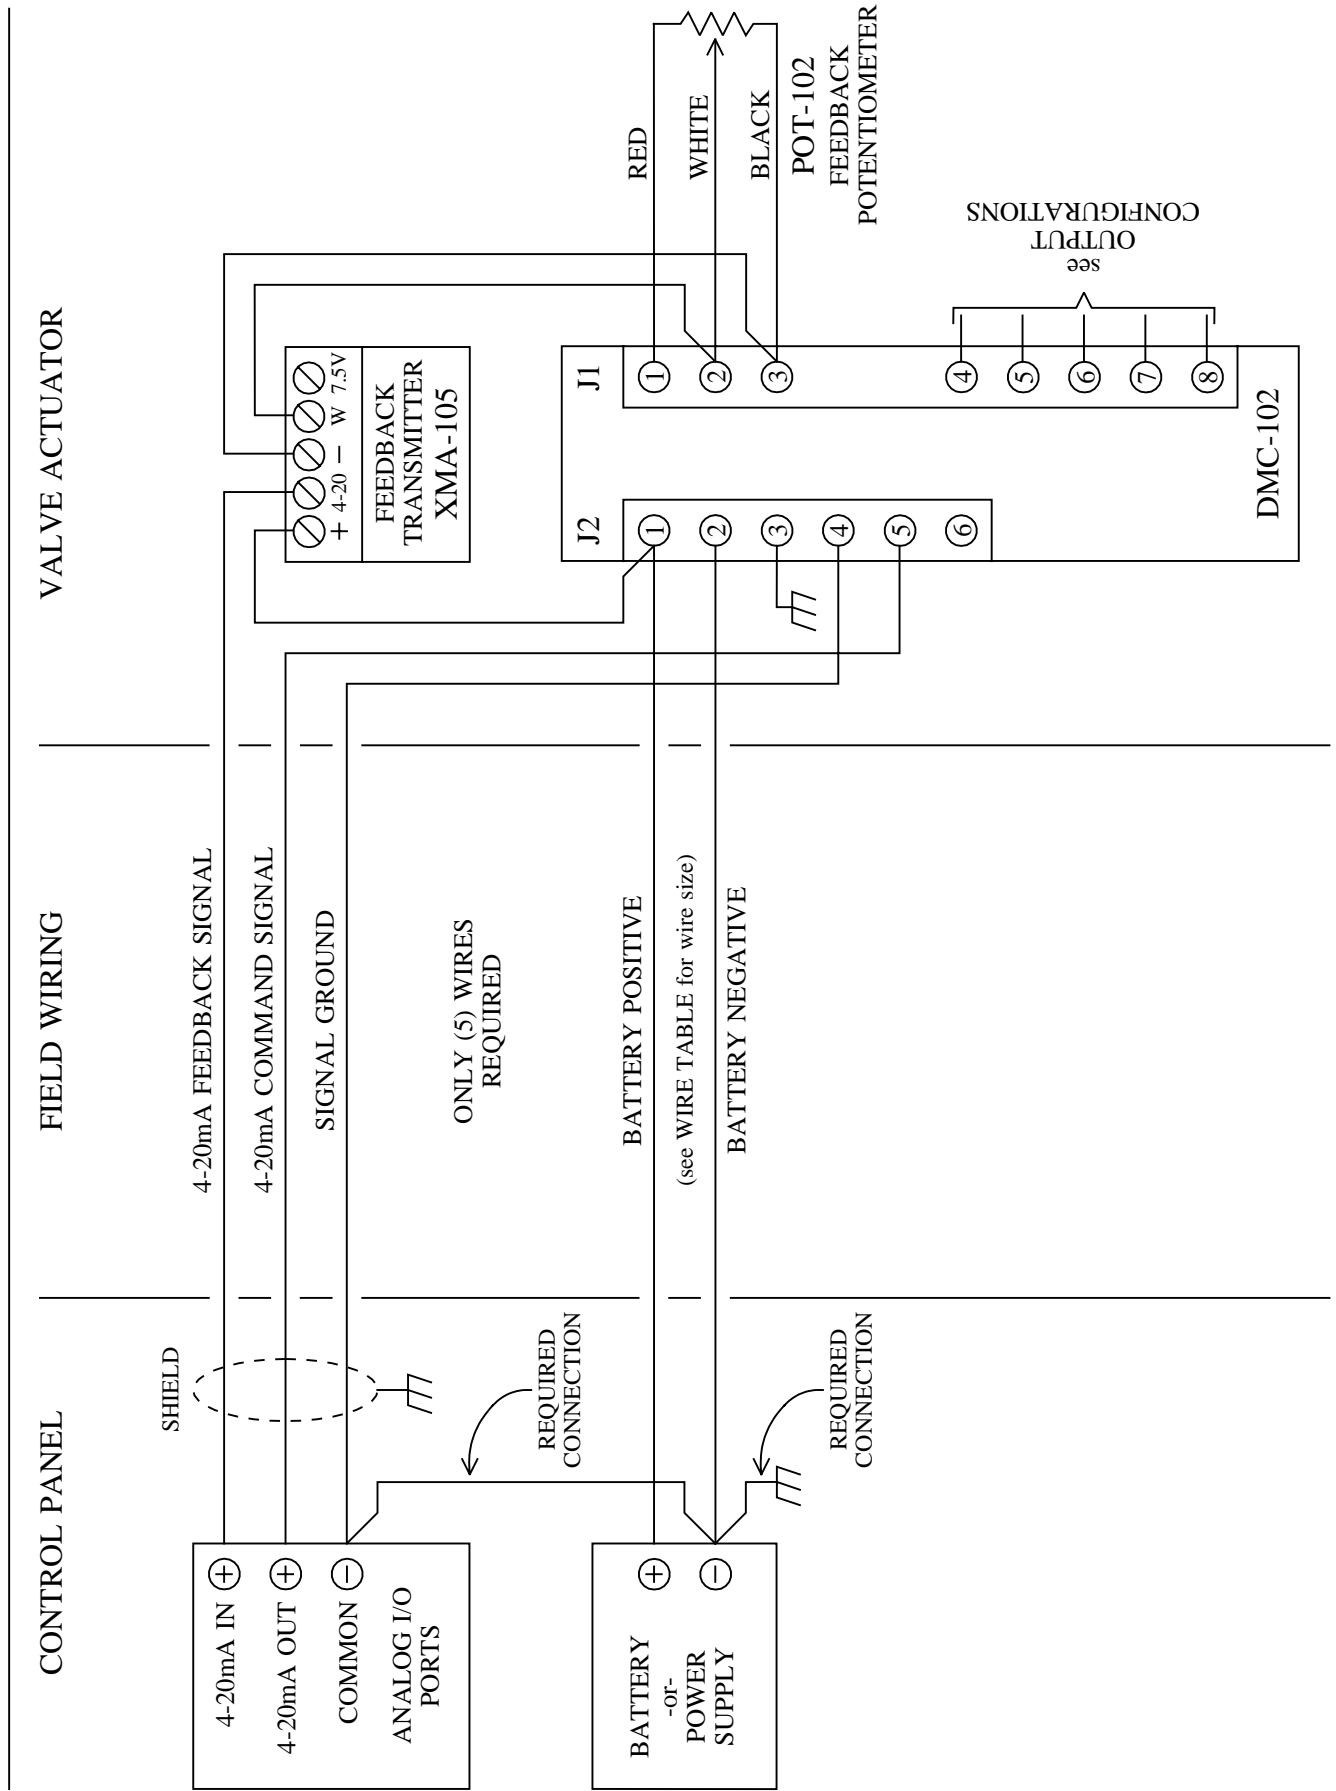 CONTROL PANEL
FIELD WIRING
VALVE ACTUATOR
SHIELD
4-20mA IN +
4-20mA OUT +
COMMON −
ANALOG I/O
PORTS
4-20mA FEEDBACK SIGNAL
4-20mA COMMAND SIGNAL
SIGNAL GROUND
ONLY (5) WIRES
REQUIRED
REQUIRED
CONNECTION
BATTERY
-or-
POWER
SUPPLY
+
−
BATTERY POSITIVE
(see WIRE TABLE for wire size)
BATTERY NEGATIVE
REQUIRED
CONNECTION
+ 4-20 − W 7.5V
FEEDBACK
TRANSMITTER
XMA-105
J2
1
2
3
4
5
6
J1
1
2
3
4
5
6
7
8
DMC-102
RED
WHITE
BLACK
POT-102
FEEDBACK
POTENTIOMETER
see
OUTPUT
CONFIGURATIONS